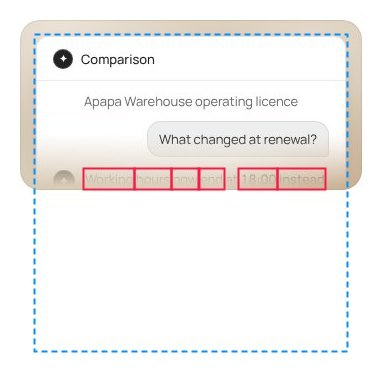 Comparison
Apapa Warehouse operating licence
What changed at renewal?
Working hours now end at 18:00 instead